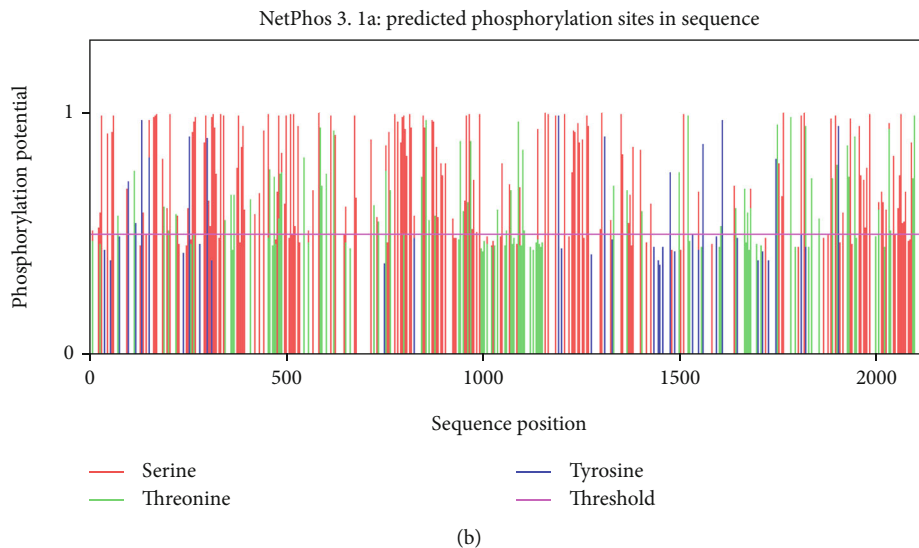 NetPhos 3. 1a: predicted phosphorylation sites in sequence
Phosphorylation potential
1
0
0 500 1000 1500 2000
Sequence position
Serine Tyrosine
Threonine Threshold
(b)